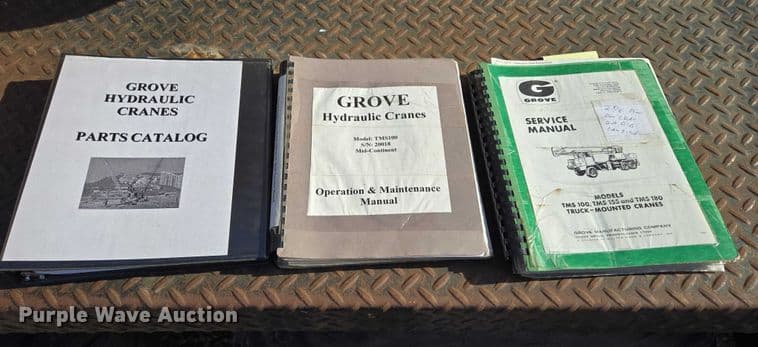 GROVE
HYDRAULIC
CRANES
PARTS CATALOG
GROVE
Hydraulic Cranes
Model: TMS100
S/N: 20018
Mid-Continent
Operation & Maintenance
Manual
G
GROVE
SERVICE
MANUAL
MODELS
TMS 100, TMS 155 and TMS 180
TRUCK-MOUNTED CRANES
GROVE MANUFACTURING COMPANY
Purple Wave Auction